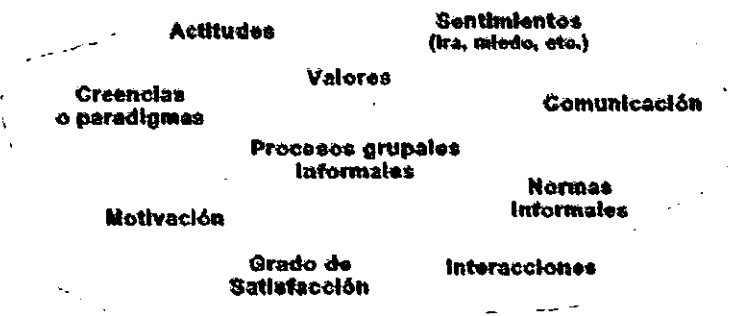 Actitudes
Sentimientos
(Ira, miedo, etc.)
Valores
Creencias
o paradigmas
Comunicación
Procesos grupales
Informales
Normas
Informales
Motivación
Grado de
Satisfacción
Interacciones